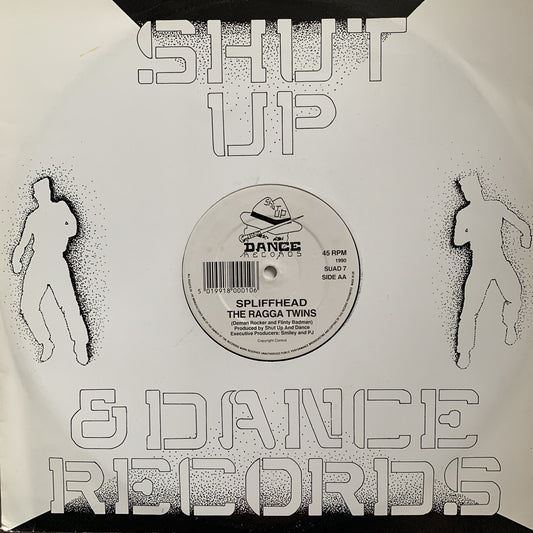 SHUT
UP
SHUT UP
DANCE
RECORDS
45 RPM
1990
SUAD 7
SIDE AA
5 019918 000106
SPLIFFHEAD
THE RAGGA TWINS
(Deman Rocker and Flinty Badman)
Produced by Shut Up And Dance
Executive Producers: Smiley and PJ
Copyright Control
& DANCE
RECORDS